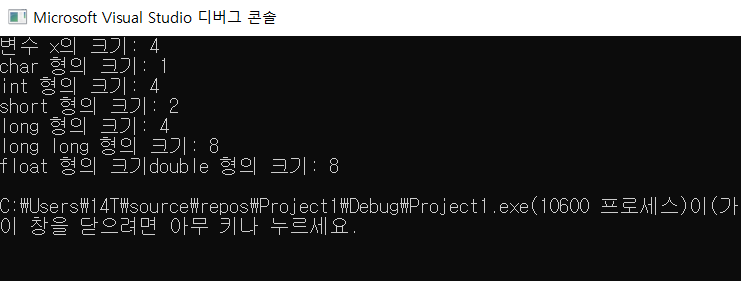 Microsoft Visual Studio 디버그 콘솔
변수 x의 크기: 4
char 형의 크기: 1
int 형의 크기: 4
short 형의 크기: 2
long 형의 크기: 4
long long 형의 크기: 8
float 형의 크기double 형의 크기: 8
C:₩Users₩14T₩source₩repos₩Project1₩Debug₩Project1.exe(10600 프로세스)이(가
이 창을 닫으려면 아무 키나 누르세요.